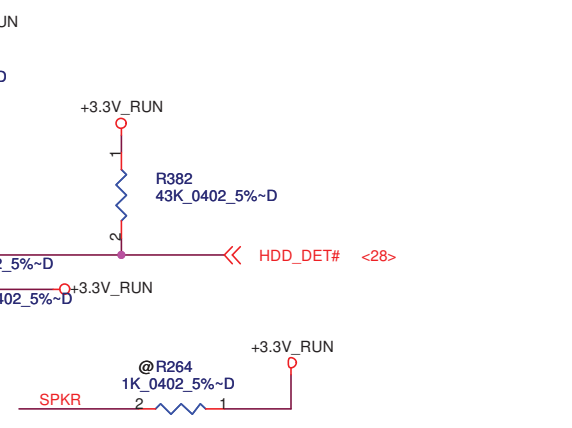 UN
D
+3.3V_RUN
1
R382
43K_0402_5%~D
2
HDD_DET# <28>
_5%~D
+3.3V_RUN
402_5%~D
+3.3V_RUN
@R264
1K_0402_5%~D
SPKR
2 1